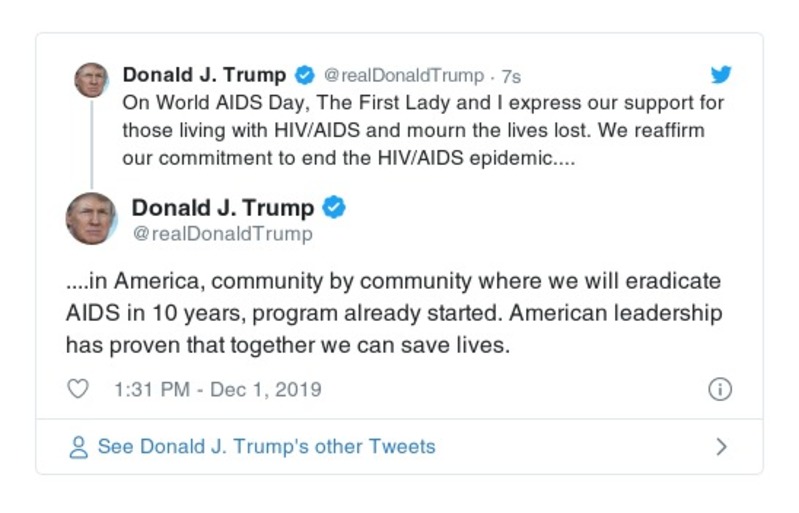 Donald J. Trump @realDonaldTrump · 7s
On World AIDS Day, The First Lady and I express our support for
those living with HIV/AIDS and mourn the lives lost. We reaffirm
our commitment to end the HIV/AIDS epidemic....
Donald J. Trump
@realDonaldTrump
....in America, community by community where we will eradicate
AIDS in 10 years, program already started. American leadership
has proven that together we can save lives.
1:31 PM - Dec 1, 2019
See Donald J. Trump's other Tweets